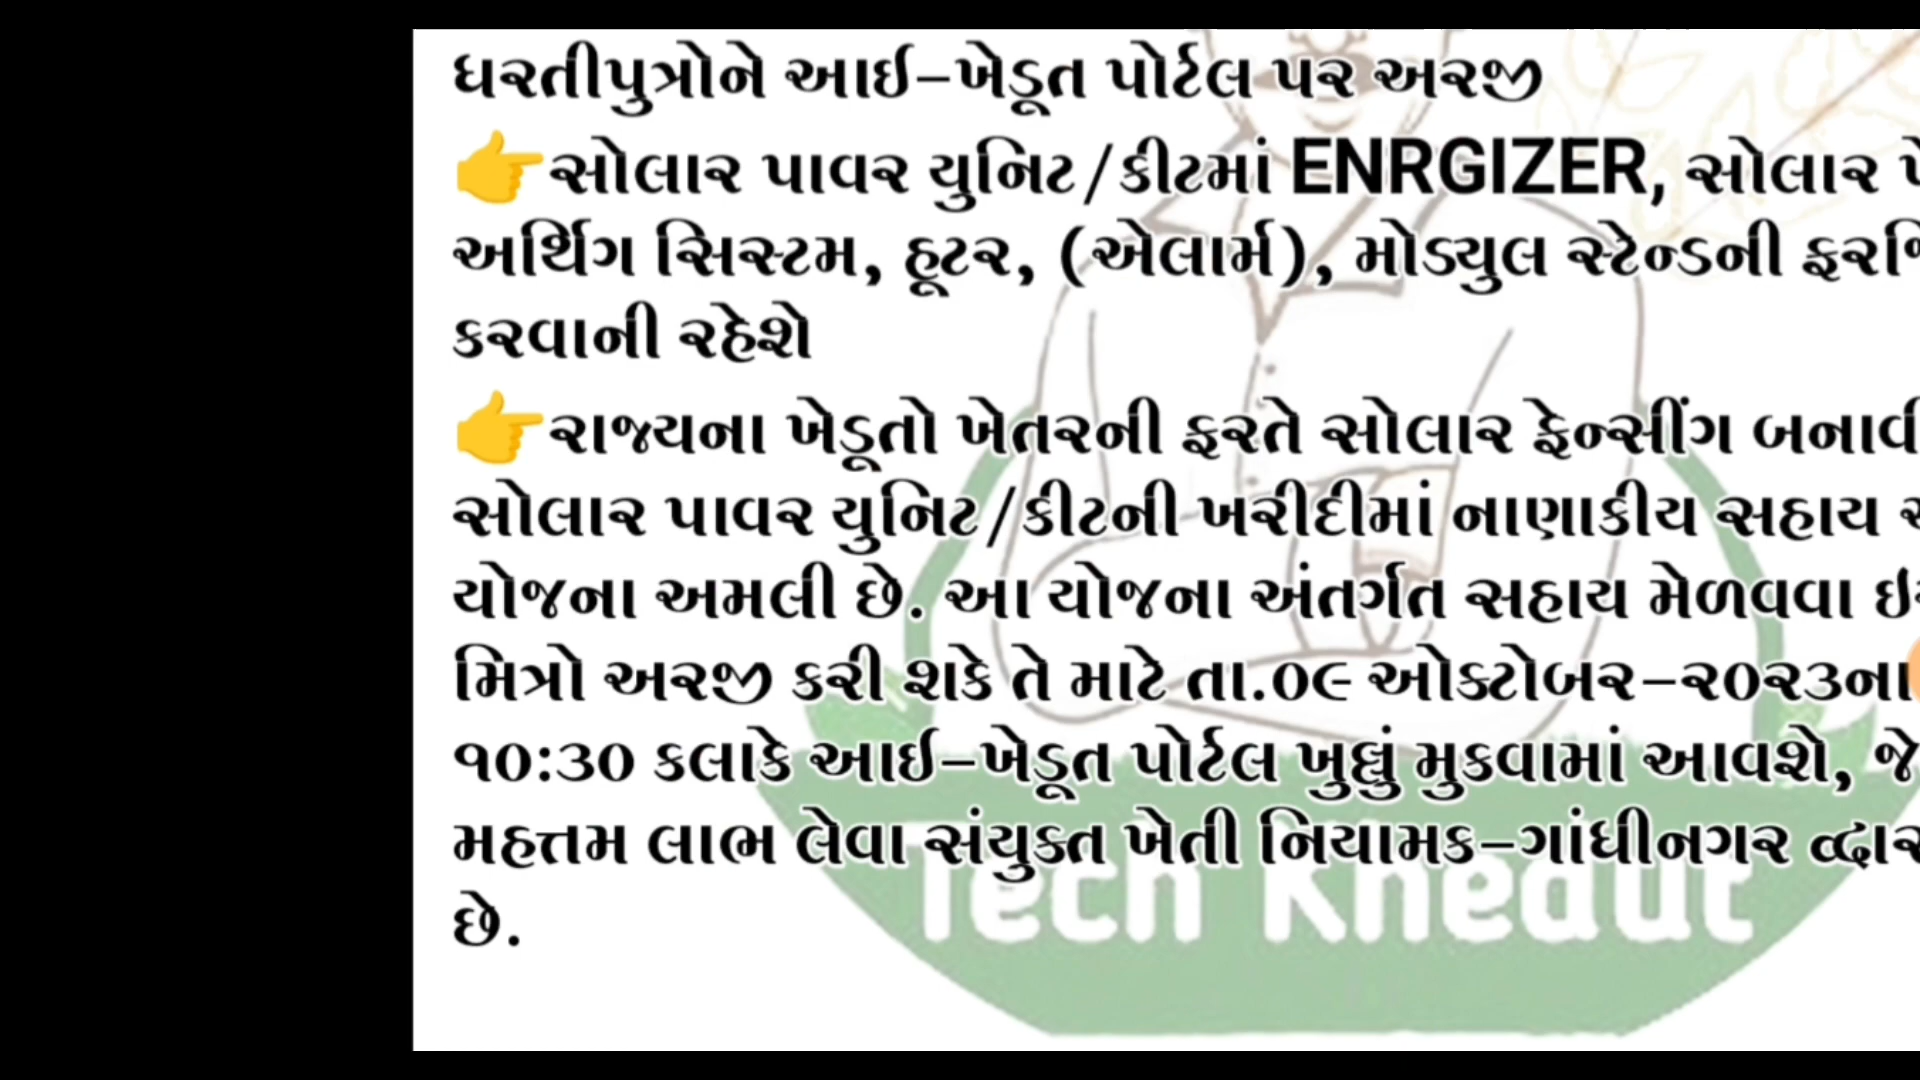 ધરતીપુત્રોને આઈ-ખેડૂત પોર્ટલ પર અરજી
👉સોલાર પાવર યુનિટ/કીટમાં ENRGIZER, સોલાર
અર્થિગ સિસ્ટમ, હૂટર, (એલાર્મ), મોડ્યુલ સ્ટેન્ડની
કરવાની રહેશે
👉રાજ્યના ખેડૂતો ખેતરની ફરતે સોલાર ફેન્સીંગ
સોલાર પાવર યુનિટ/કીટની ખરીદીમાં નાણાકીય સહાય
યોજના અમલી છે. આ યોજના અંતર્ગત સહાય મેળવવા
મિત્રો અરજી કરી શકે તે માટે તા.૦૯ ઓક્ટોબર-૨૦૨૩ના
૧૦:૩૦ કલાકે આઈ-ખેડૂત પોર્ટલ ખુલ્લું મુકવામાં આવશે,
મહત્તમ લાભ લેવા સંયુક્ત ખેતી નિયામક-ગાંધીનગર
છે.
Tech Khedut